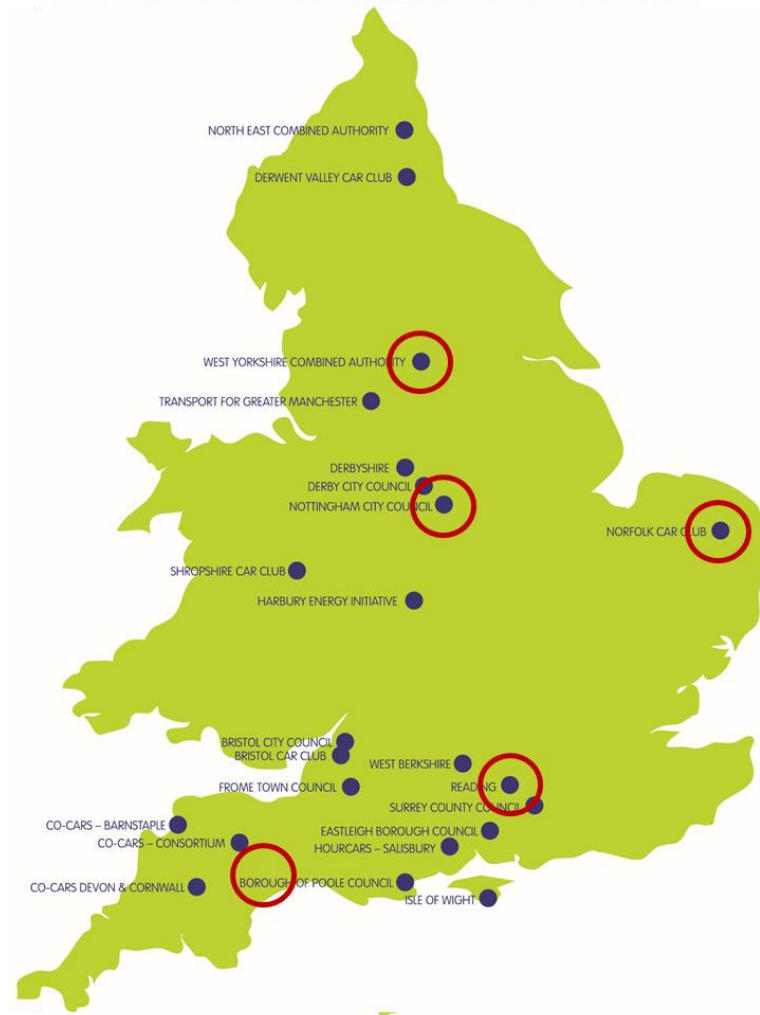 NORTH EAST COMBINED AUTHORITY
DERWENT VALLEY CAR CLUB
WEST YORKSHIRE COMBINED AUTHORITY
TRANSPORT FOR GREATER MANCHESTER
DERBYSHIRE
DERBY CITY COUNCIL
NOTTINGHAM CITY COUNCIL
NORFOLK CAR CLUB
SHROPSHIRE CAR CLUB
HARBURY ENERGY INITIATIVE
BRISTOL CITY COUNCIL
BRISTOL CAR CLUB
WEST BERKSHIRE
FROME TOWN COUNCIL
READING
SURREY COUNTY COUNCIL
CO-CARS – BARNSTAPLE
EASTLEIGH BOROUGH COUNCIL
CO-CARS – CONSORTIUM
HOURCARS – SALISBURY
CO-CARS DEVON & CORNWALL
BOROUGH OF POOLE COUNCIL
ISLE OF WIGHT